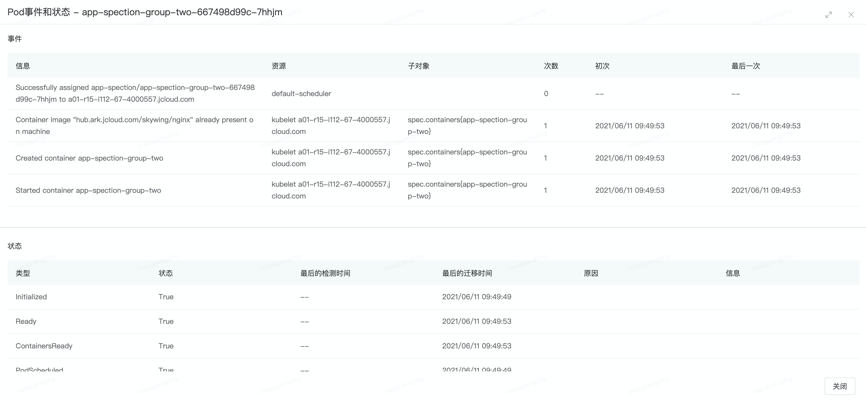 Pod事件和状态 - app-spection-group-two-667498d99c-7hhjm
事件
信息 资源 子对象 次数 初次 最后一次
Successfully assigned app-spection/app-spection-group-two-667498
d99c-7hhjm to a01-r15-i112-67-4000557.jcloud.com
default-scheduler 0 -- --
Container image "hub.ark.jcloud.com/skywing/nginx" already present o
n machine
kubelet a01-r15-i112-67-4000557.j
cloud.com
spec.containers{app-spection-grou
p-two}
1 2021/06/11 09:49:53 2021/06/11 09:49:53
Created container app-spection-group-two
kubelet a01-r15-i112-67-4000557.j
cloud.com
spec.containers{app-spection-grou
p-two}
1 2021/06/11 09:49:53 2021/06/11 09:49:53
Started container app-spection-group-two
kubelet a01-r15-i112-67-4000557.j
cloud.com
spec.containers{app-spection-grou
p-two}
1 2021/06/11 09:49:53 2021/06/11 09:49:53
状态
类型 状态 最后的检测时间 最后的迁移时间 原因 信息
Initialized True -- 2021/06/11 09:49:49
Ready True -- 2021/06/11 09:49:53
ContainersReady True -- 2021/06/11 09:49:53
PodScheduled True -- 2021/06/11 09:49:49
关闭